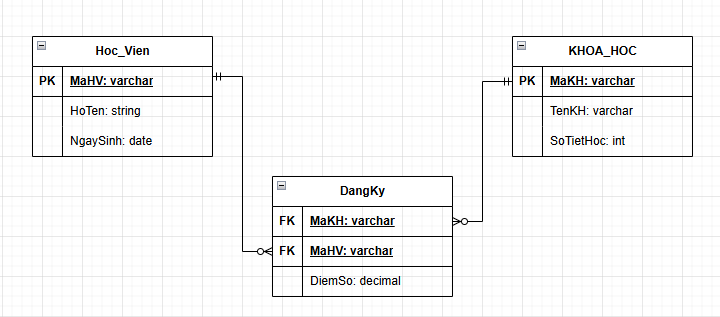 Hoc_Vien
PK MaHV: varchar
HoTen: string
NgaySinh: date
KHOA_HOC
PK MaKH: varchar
TenKH: varchar
SoTietHoc: int
DangKy
FK MaKH: varchar
FK MaHV: varchar
DiemSo: decimal